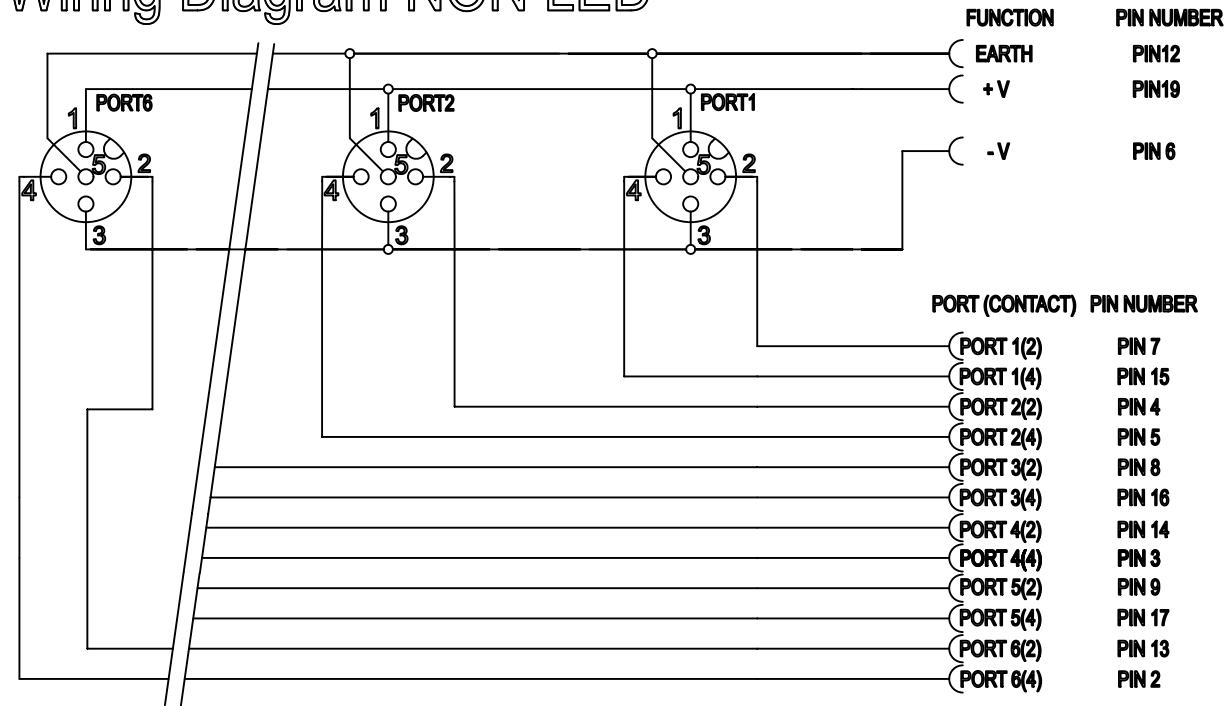 Wiring Diagram NON LED
FUNCTION PIN NUMBER
EARTH PIN12
+ V PIN19
- V PIN 6
PORT6
1
5
2
4
3
PORT2
1
5
2
4
3
PORT1
1
5
2
4
3
PORT (CONTACT) PIN NUMBER
PORT 1(2) PIN 7
PORT 1(4) PIN 15
PORT 2(2) PIN 4
PORT 2(4) PIN 5
PORT 3(2) PIN 8
PORT 3(4) PIN 16
PORT 4(2) PIN 14
PORT 4(4) PIN 3
PORT 5(2) PIN 9
PORT 5(4) PIN 17
PORT 6(2) PIN 13
PORT 6(4) PIN 2